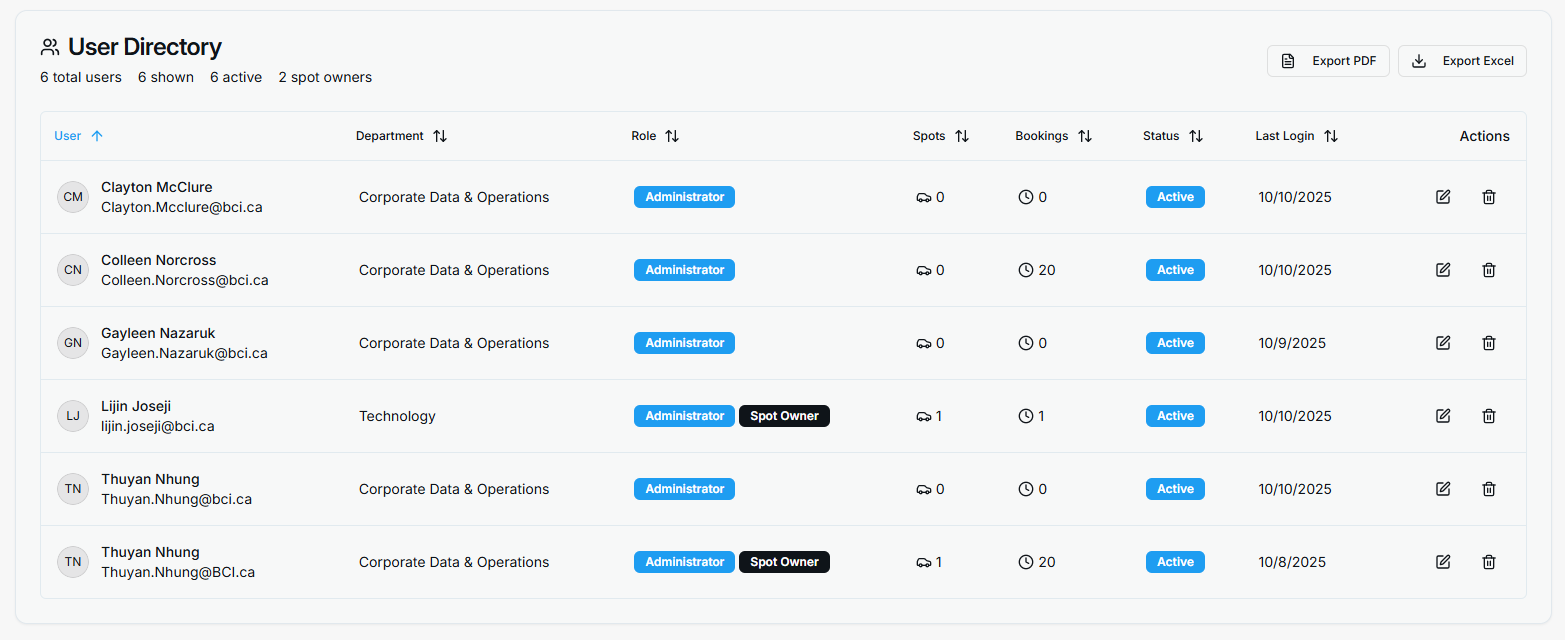 User Directory
6 total users 6 shown 6 active 2 spot owners
Export PDF Export Excel
User Department Role Spots Bookings Status Last Login Actions
CM Clayton McClure
Clayton.Mcclure@bci.ca
Corporate Data & Operations Administrator 0 0 Active 10/10/2025
CN Colleen Norcross
Colleen.Norcross@bci.ca
Corporate Data & Operations Administrator 0 20 Active 10/10/2025
GN Gayleen Nazaruk
Gayleen.Nazaruk@bci.ca
Corporate Data & Operations Administrator 0 0 Active 10/9/2025
LJ Lijin Joseji
lijin.joseji@bci.ca
Technology Administrator Spot Owner 1 1 Active 10/10/2025
TN Thuyan Nhung
Thuyan.Nhung@bci.ca
Corporate Data & Operations Administrator 0 0 Active 10/10/2025
TN Thuyan Nhung
Thuyan.Nhung@BCI.ca
Corporate Data & Operations Administrator Spot Owner 1 20 Active 10/8/2025